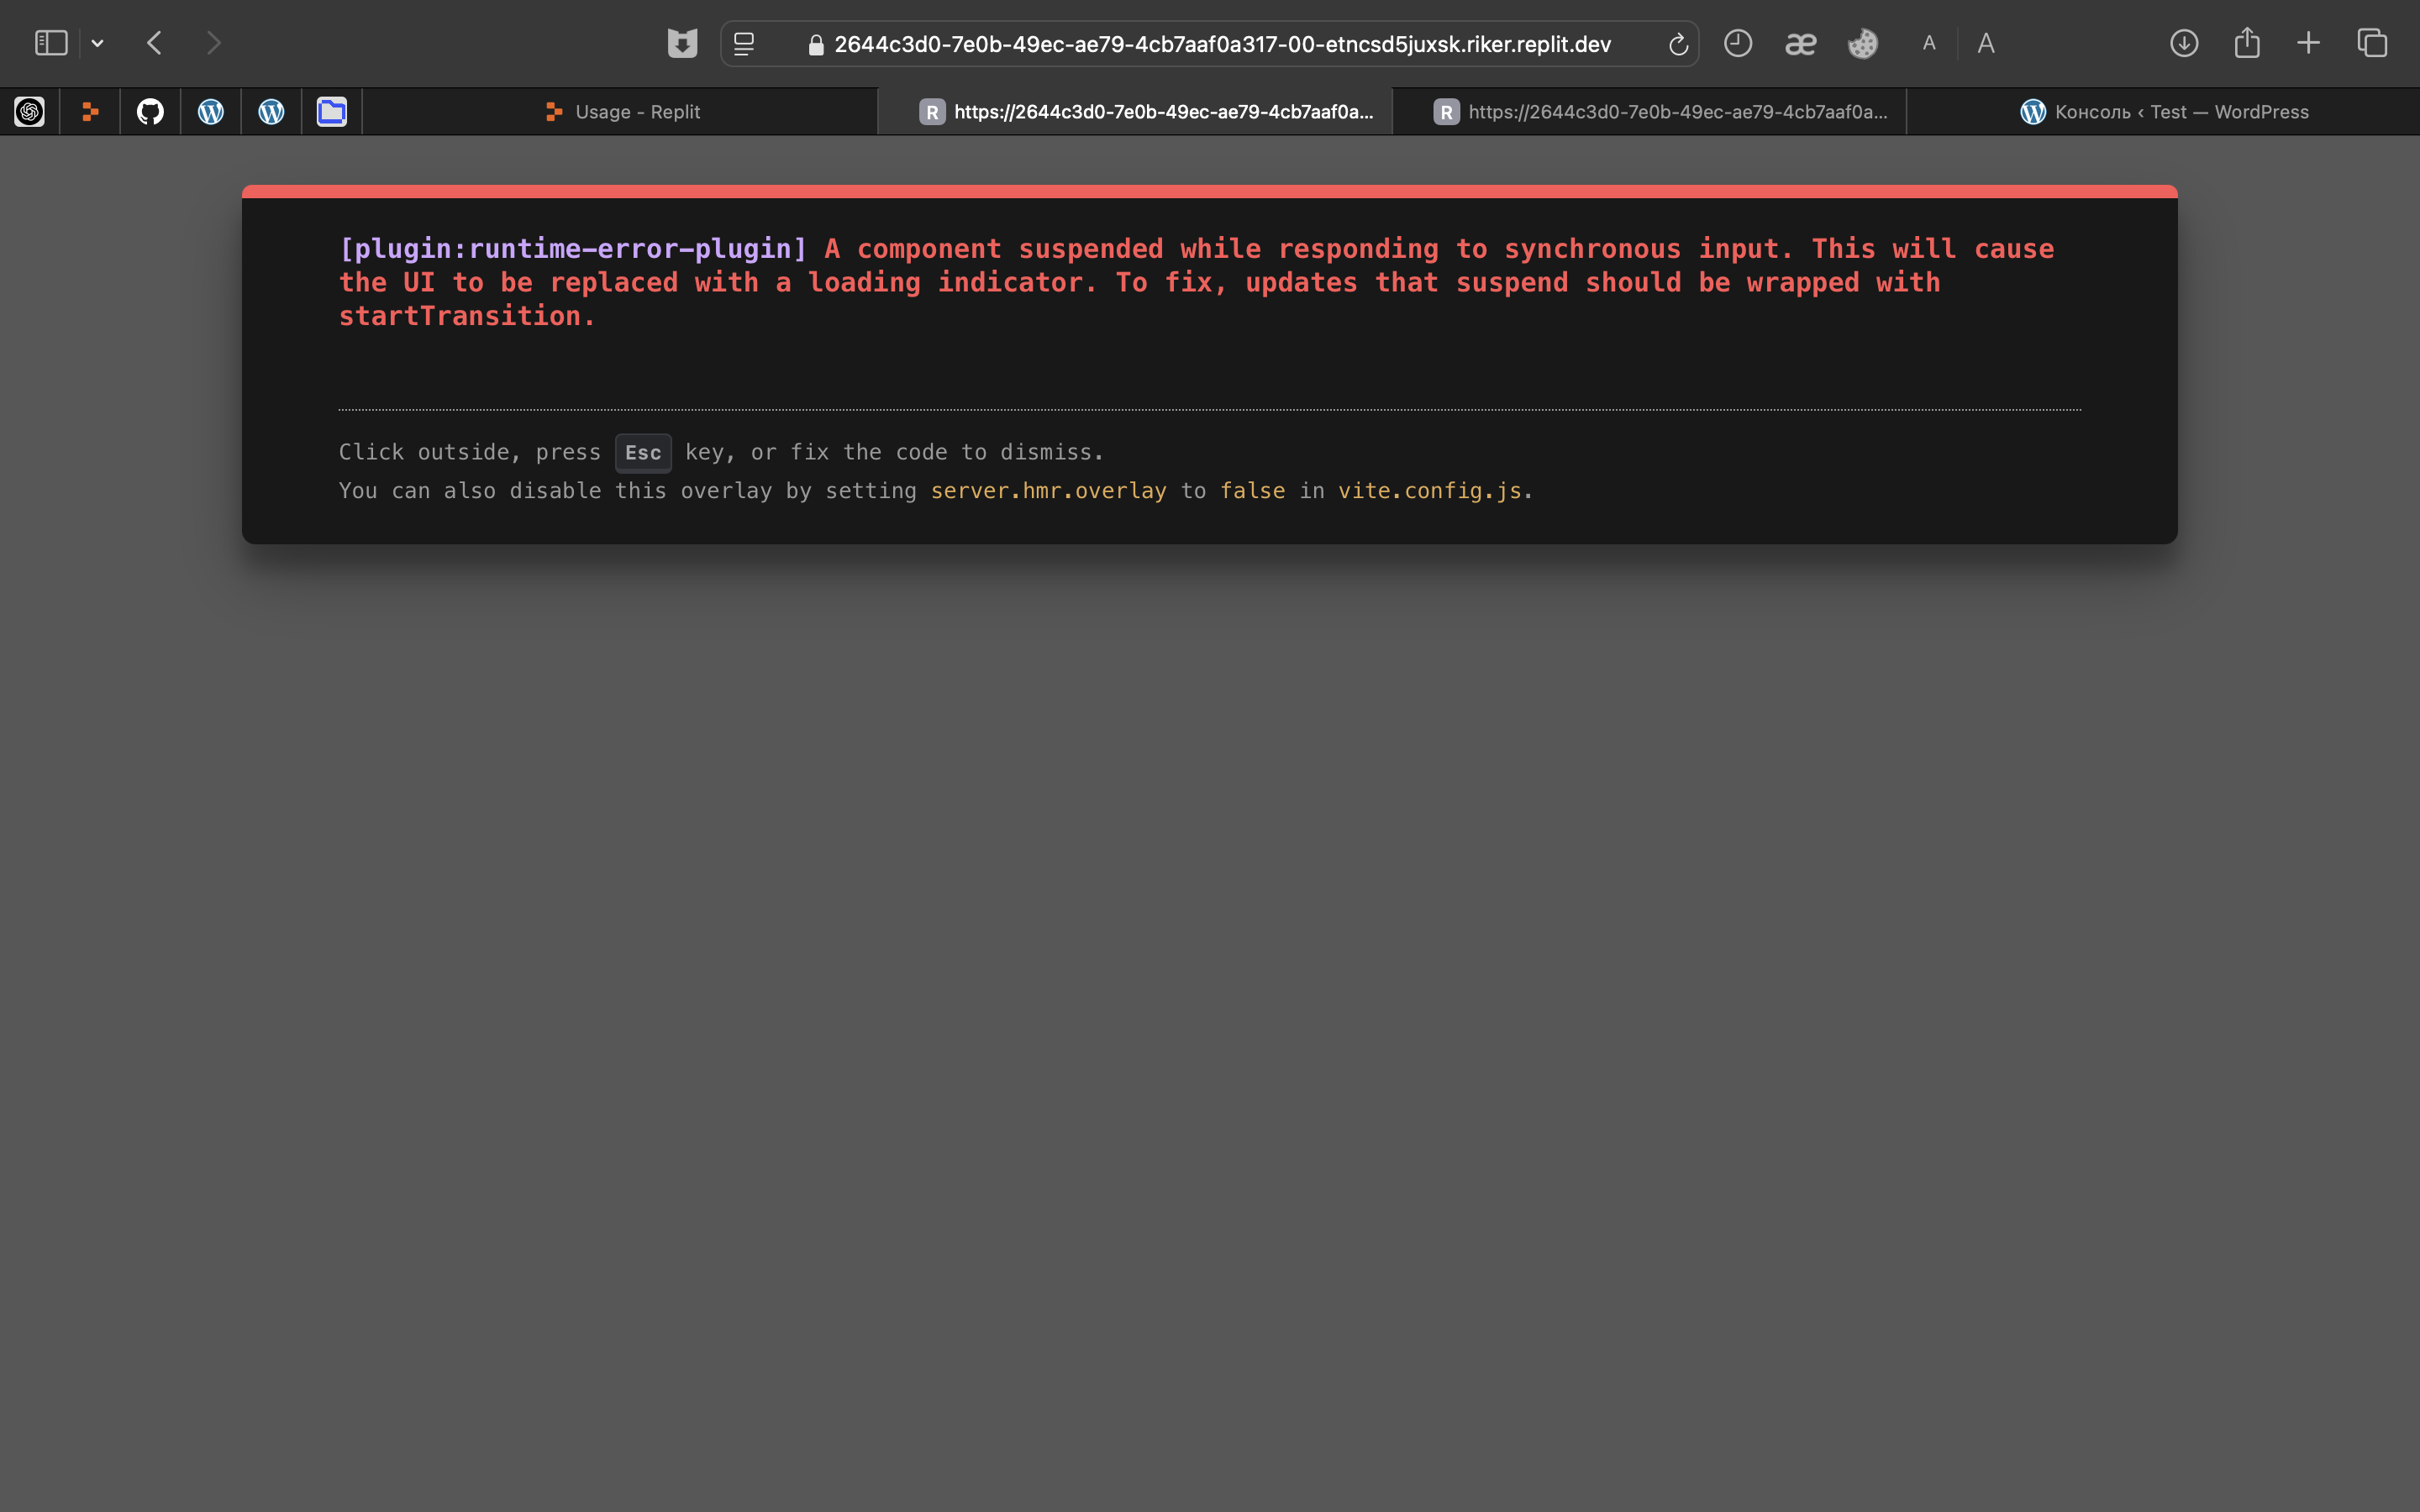 2644c3d0-7e0b-49ec-ae79-4cb7aaf0a317-00-etncsd5juxsk.riker.replit.dev
æ
A
A
Usage - Replit
R https://2644c3d0-7e0b-49ec-ae79-4cb7aaf0a...
R https://2644c3d0-7e0b-49ec-ae79-4cb7aaf0a...
Консоль ‹ Test — WordPress
[plugin:runtime-error-plugin] A component suspended while responding to synchronous input. This will cause
the UI to be replaced with a loading indicator. To fix, updates that suspend should be wrapped with
startTransition.
Click outside, press Esc key, or fix the code to dismiss.
You can also disable this overlay by setting server.hmr.overlay to false in vite.config.js.